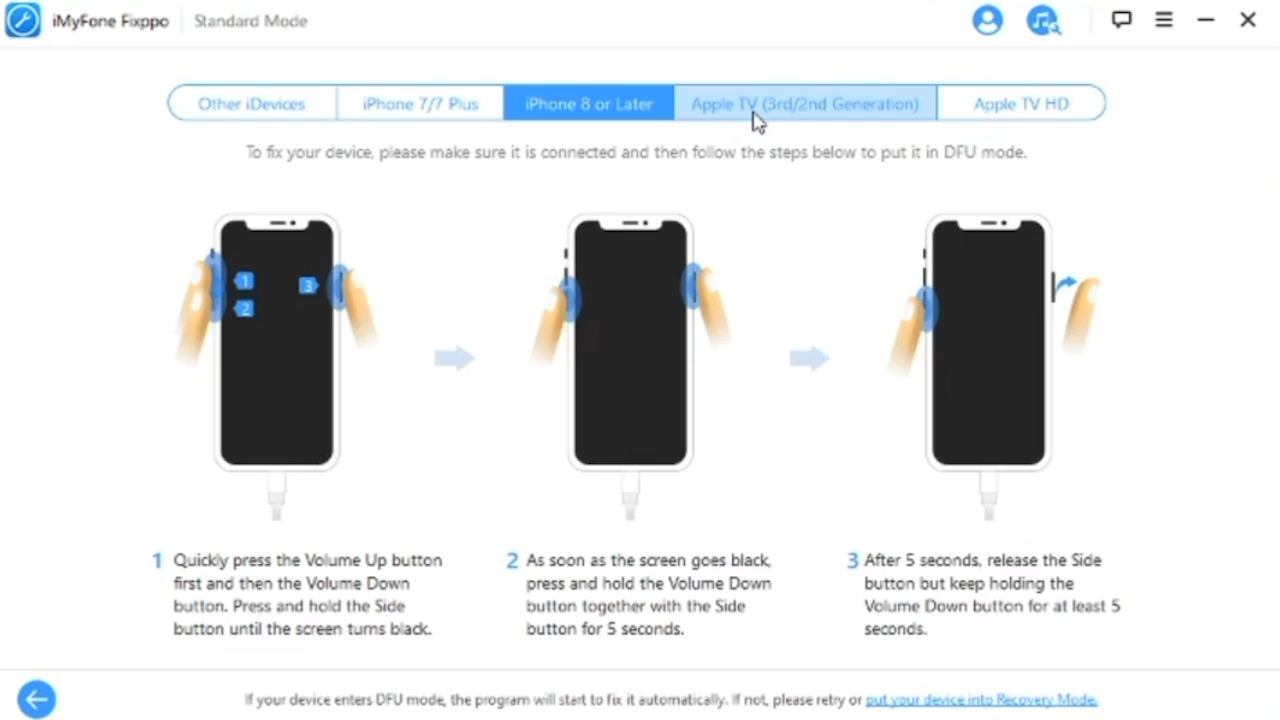 iMyFone Fixppo
Standard Mode
Other iDevices
iPhone 7/7 Plus
iPhone 8 or Later
Apple TV (3rd/2nd Generation)
Apple TV HD
To fix your device, please make sure it is connected and then follow the steps below to put it in DFU mode.
1
2
3
1 Quickly press the Volume Up button
first and then the Volume Down
button. Press and hold the Side
button until the screen turns black.
2 As soon as the screen goes black,
press and hold the Volume Down
button together with the Side
button for 5 seconds.
3 After 5 seconds, release the Side
button but keep holding the
Volume Down button for at least 5
seconds.
If your device enters DFU mode, the program will start to fix it automatically. If not, please retry or put your device into Recovery Mode.